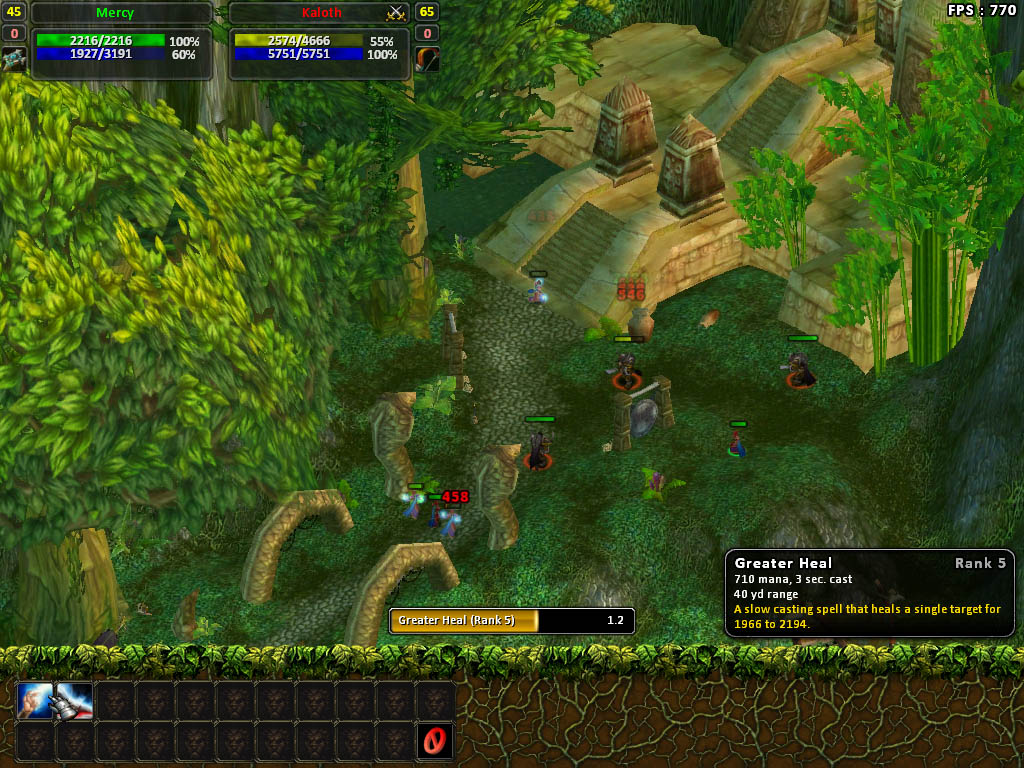 45
Mercy
Kaloth
65
FPS : 770
0
2216/2216
100%
2574/4666
55%
0
1927/3191
60%
5751/5751
100%
546
458
Greater Heal
Rank 5
710 mana, 3 sec. cast
40 yd range
A slow casting spell that heals a single target for
1966 to 2194.
Greater Heal (Rank 5)
1.2